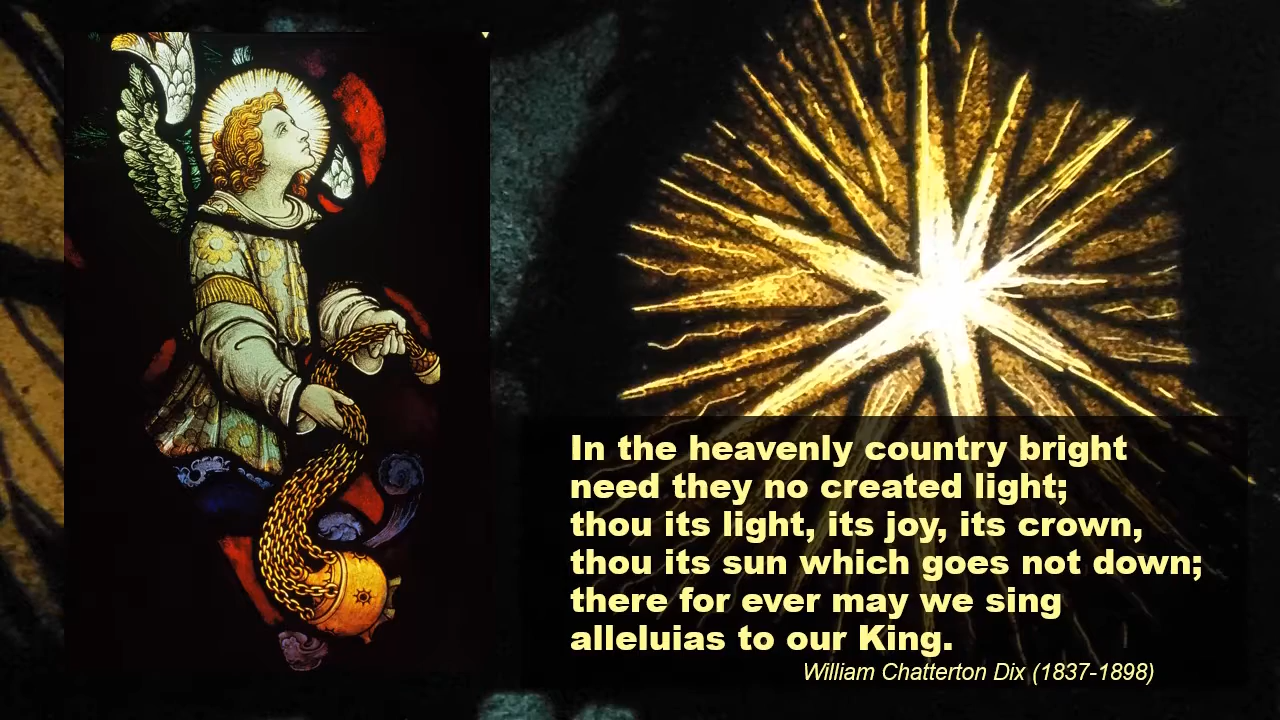 In the heavenly country bright
need they no created light;
thou its light, its joy, its crown,
thou its sun which goes not down;
there for ever may we sing
alleluias to our King.
William Chatterton Dix (1837-1898)